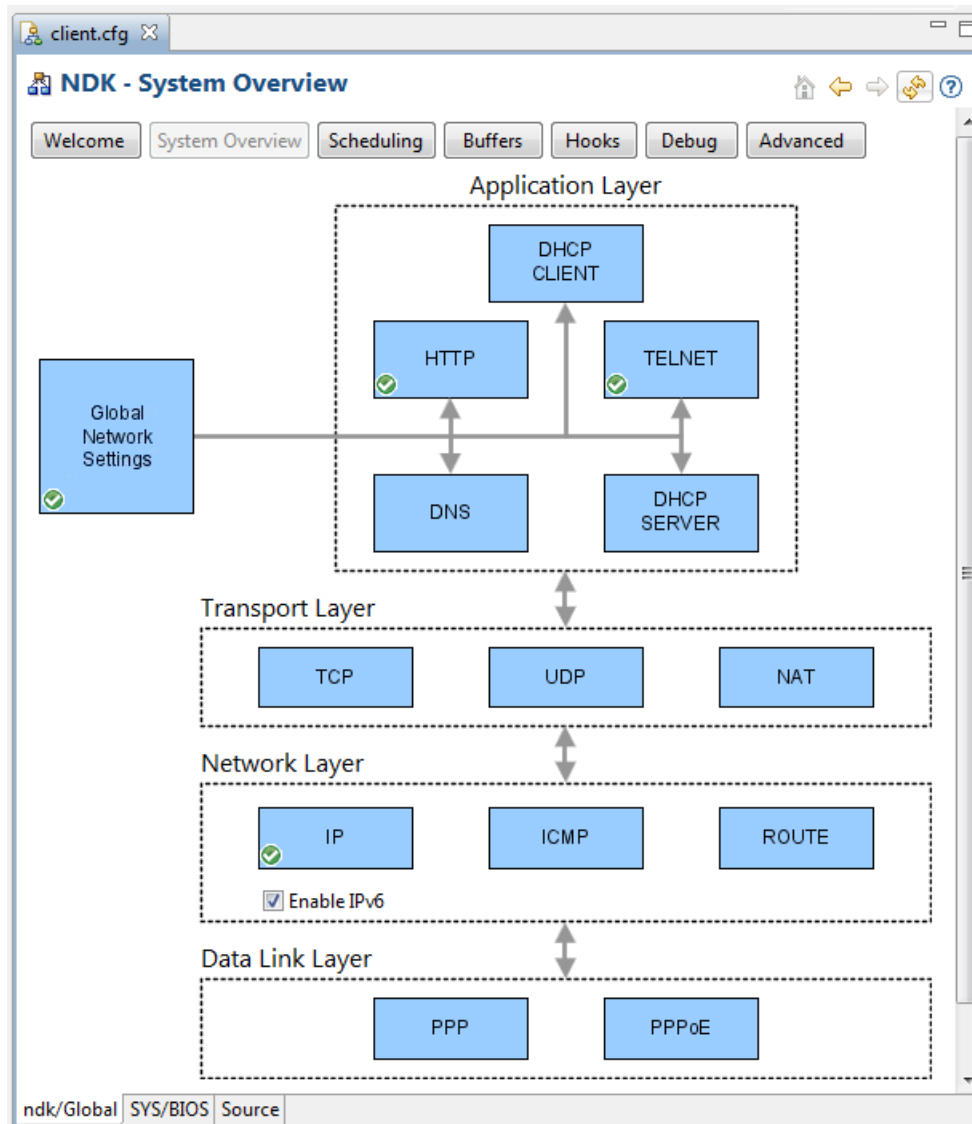 client.cfg
NDK - System Overview
Welcome
System Overview
Scheduling
Buffers
Hooks
Debug
Advanced
Application Layer
DHCP
CLIENT
HTTP
TELNET
Global
Network
Settings
DNS
DHCP
SERVER
Transport Layer
TCP
UDP
NAT
Network Layer
IP
ICMP
ROUTE
Enable IPv6
Data Link Layer
PPP
PPPoE
ndk/Global
SYS/BIOS
Source